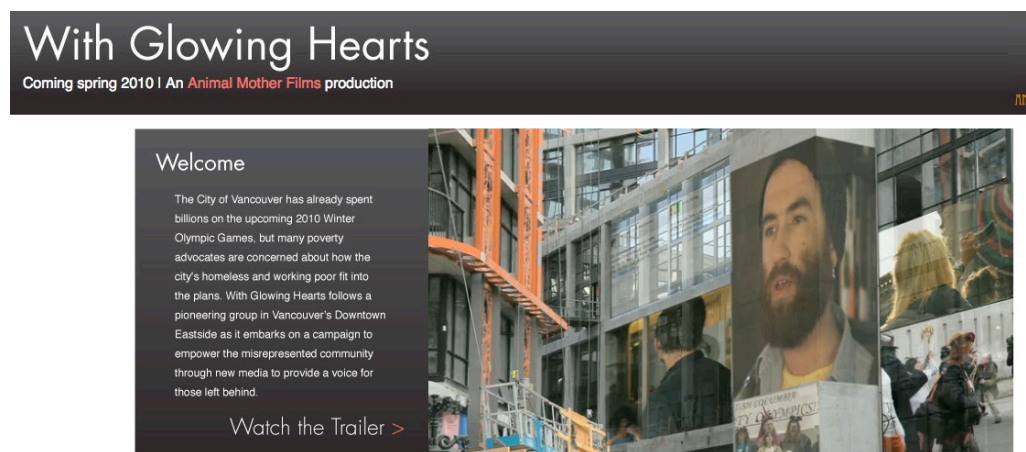 With Glowing Hearts
Coming spring 2010 | An Animal Mother Films production
Welcome
The City of Vancouver has already spent
billions on the upcoming 2010 Winter
Olympic Games, but many poverty
advocates are concerned about how the
city's homeless and working poor fit into
the plans. With Glowing Hearts follows a
pioneering group in Vancouver's Downtown
Eastside as it embarks on a campaign to
empower the misrepresented community
through new media to provide a voice for
those left behind.
Watch the Trailer >